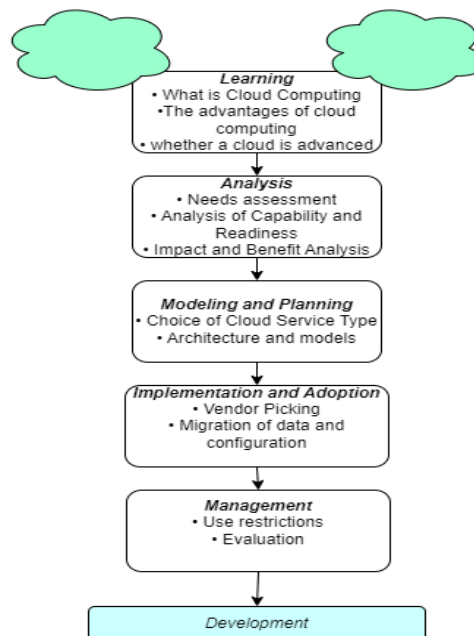 Learning
• What is Cloud Computing
•The advantages of cloud
computing
• whether a cloud is advanced
Analysis
• Needs assessment
• Analysis of Capability and
Readiness
• Impact and Benefit Analysis
Modeling and Planning
• Choice of Cloud Service Type
• Architecture and models
Implementation and Adoption
• Vendor Picking
• Migration of data and
configuration
Management
• Use restrictions
• Evaluation
Development